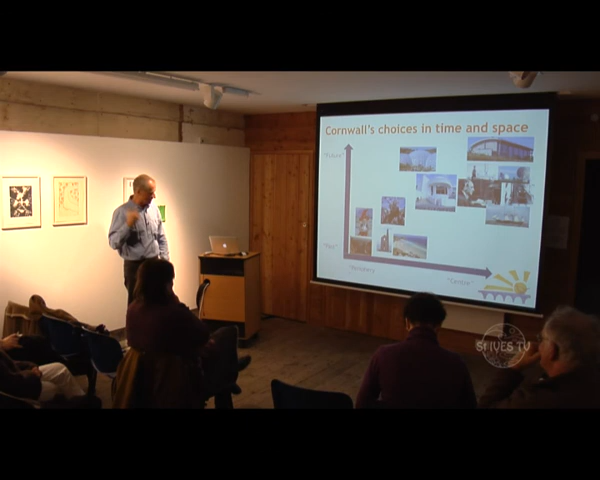 Cornwall's choices in time and space
"Future"
"Past"
"Periphery
"Centre"
ST IVES TV